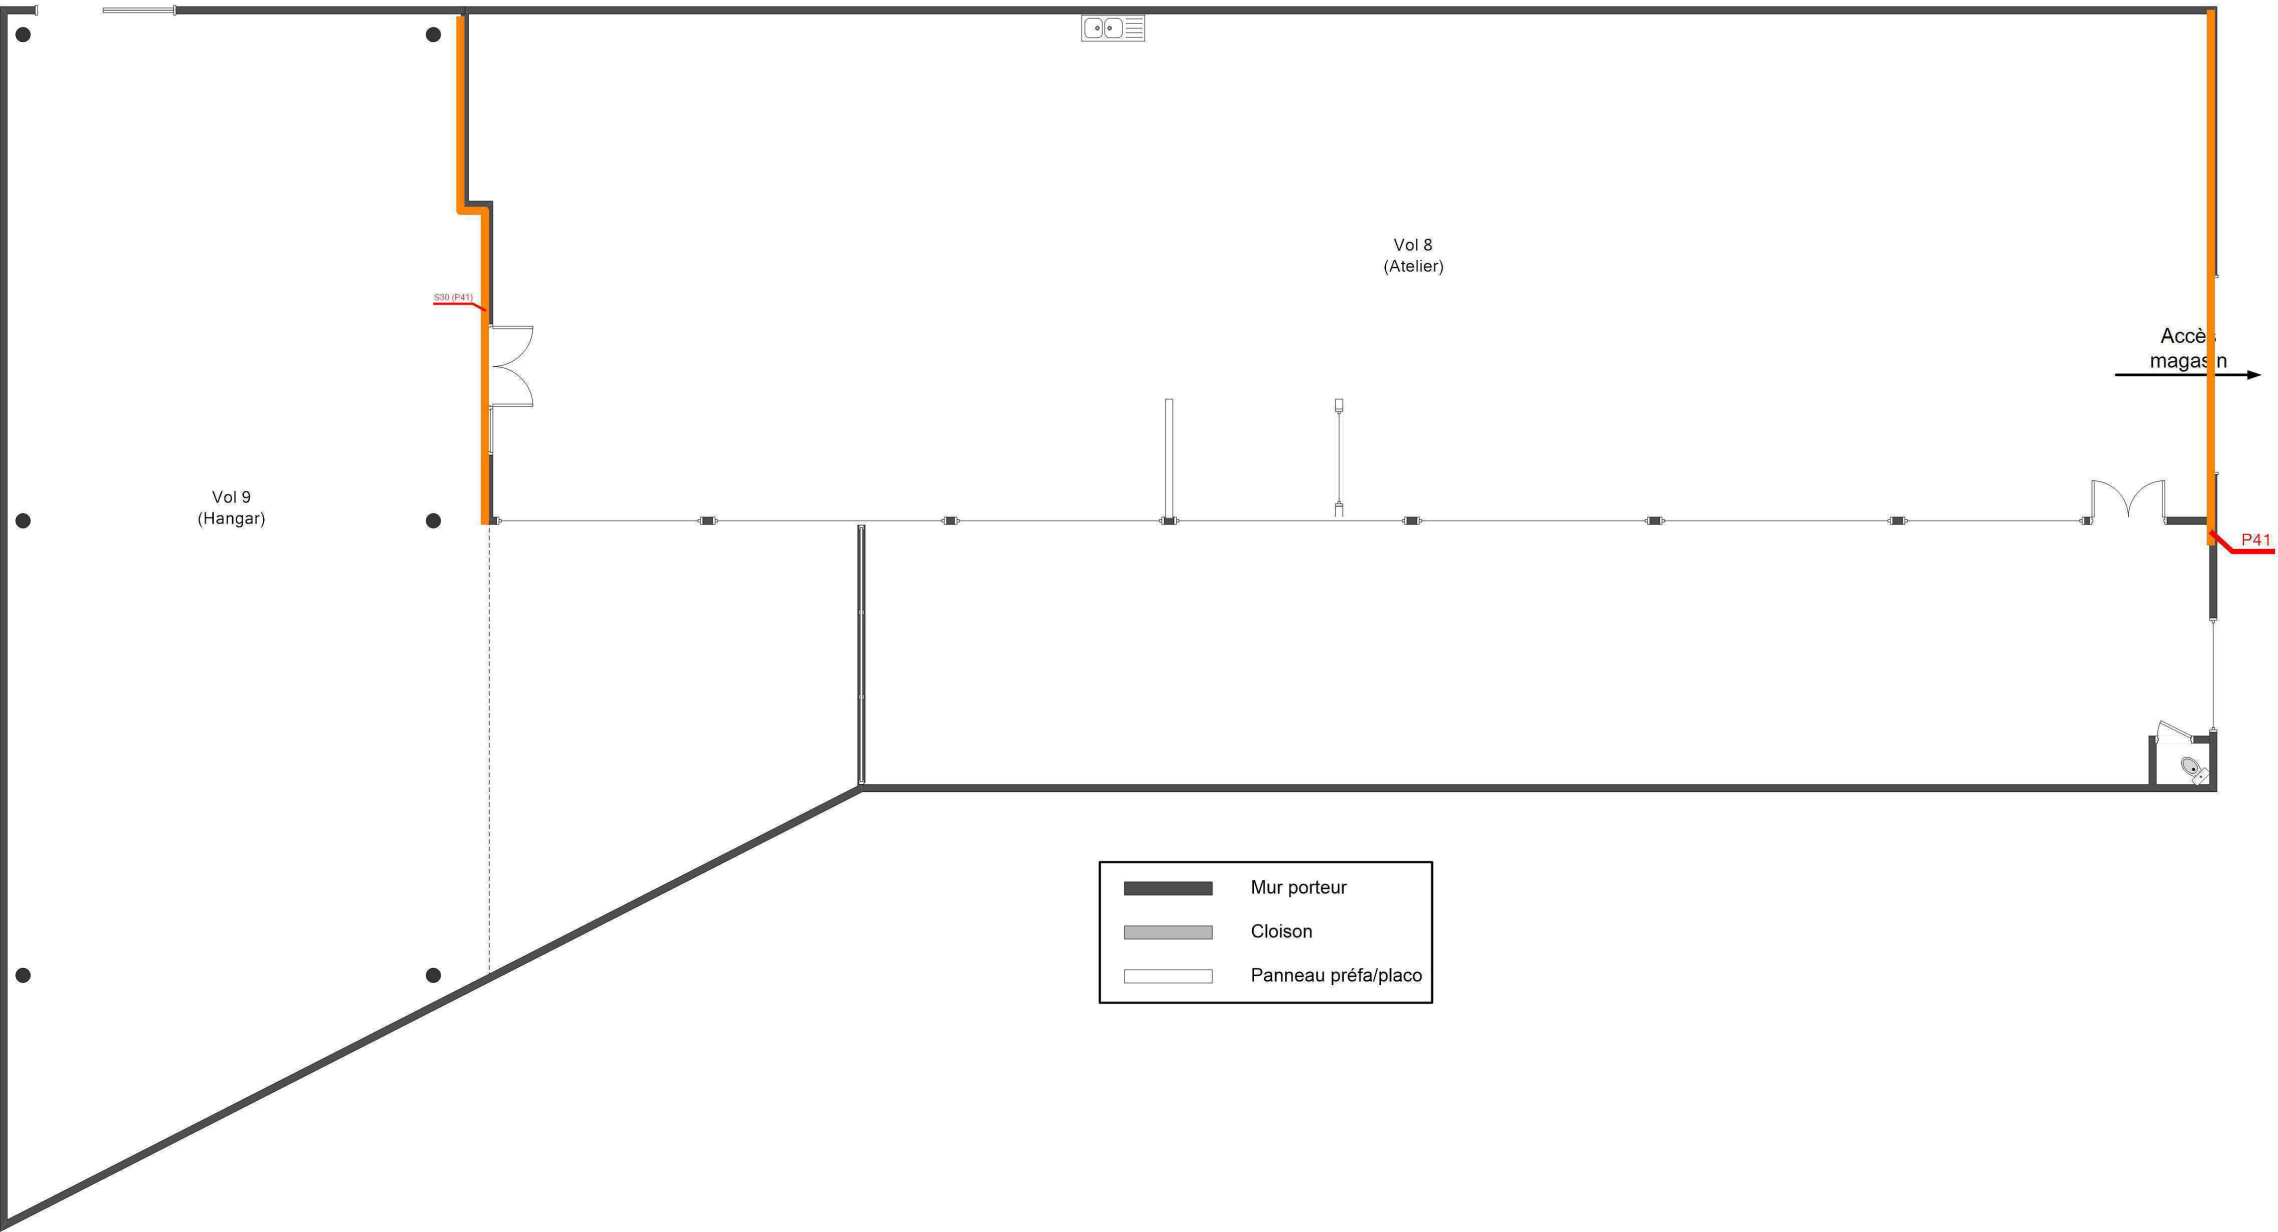 Vol 8
(Atelier)
S30 (P41)
Accès
magasin
Vol 9
(Hangar)
P41
Mur porteur
Cloison
Panneau préfa/placo